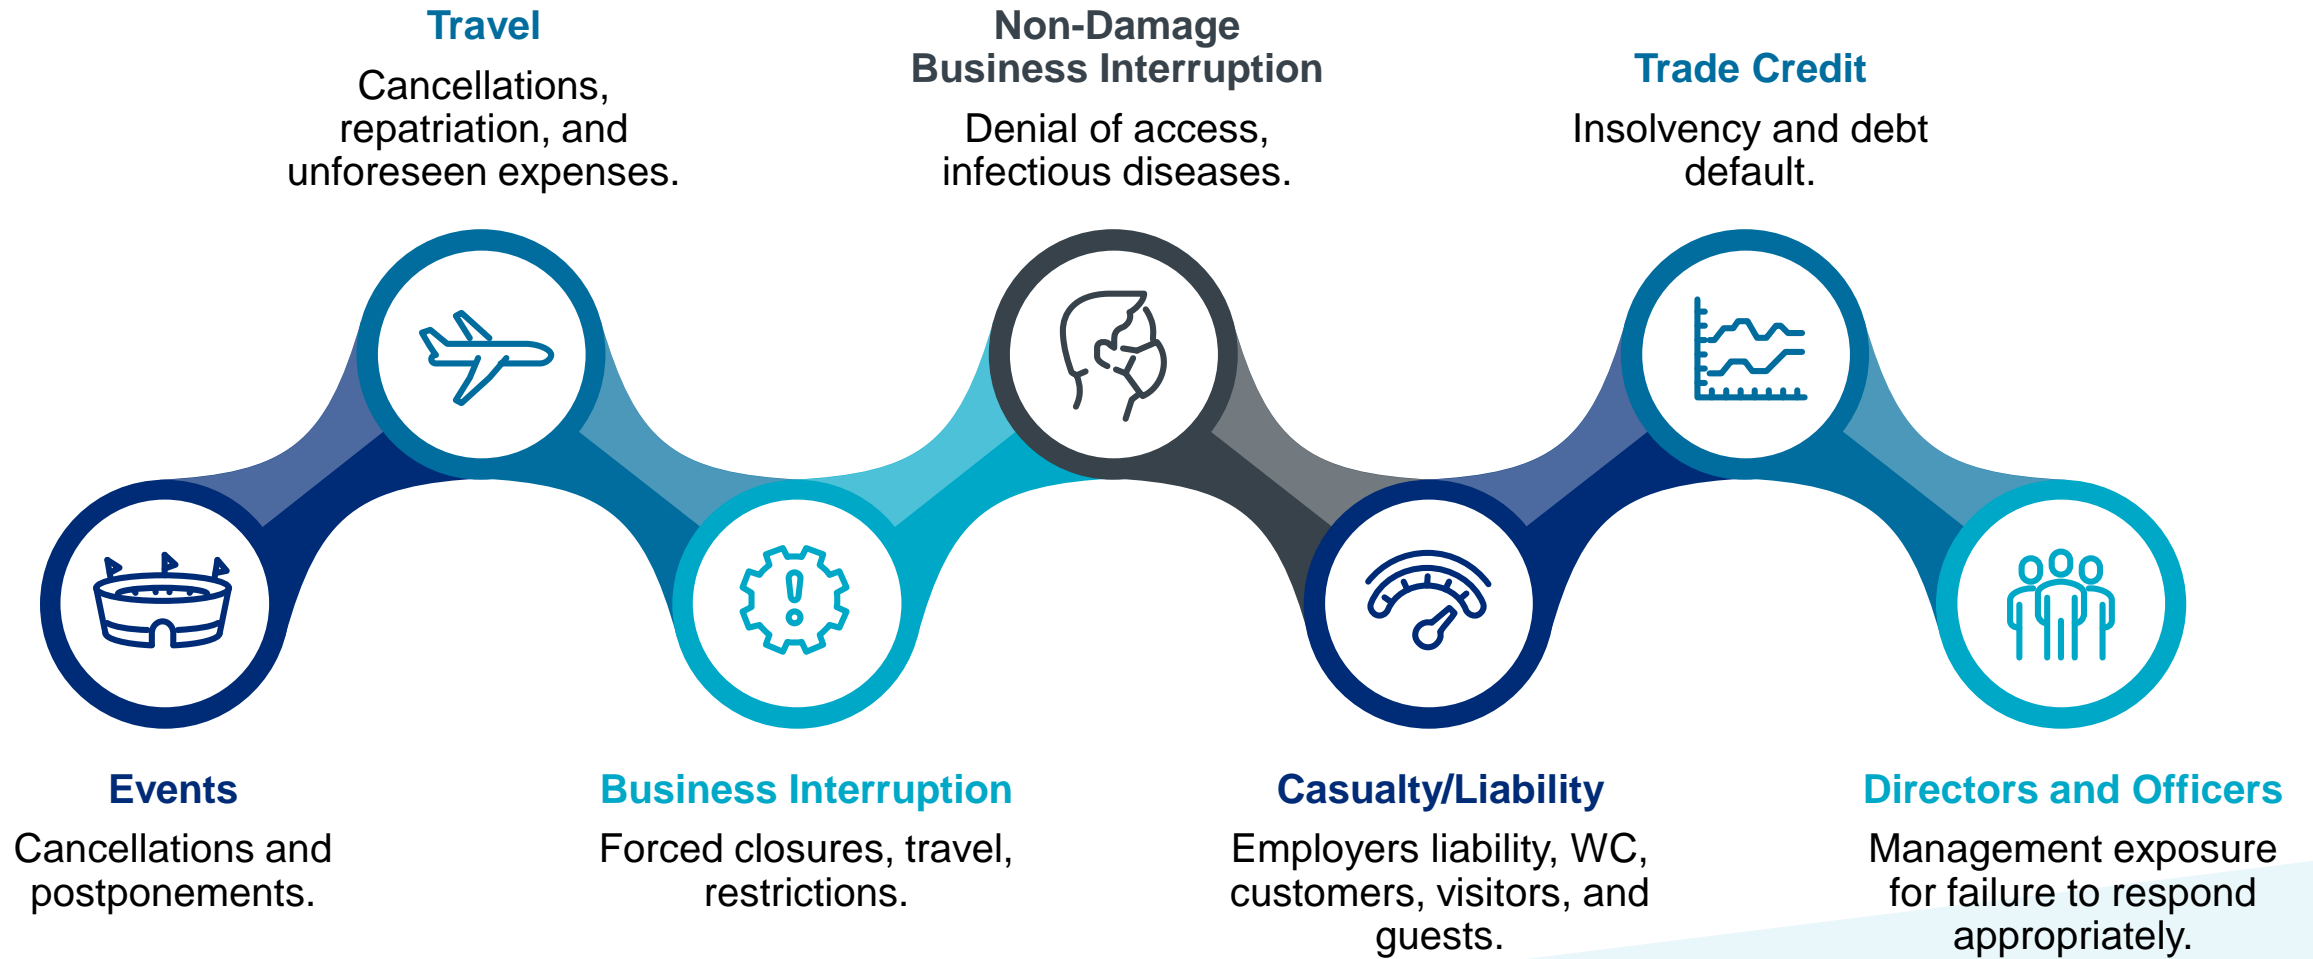 Travel
Cancellations,
repatriation, and
unforeseen expenses.
Non-Damage
Business Interruption
Denial of access,
infectious diseases.
Trade Credit
Insolvency and debt
default.
Events
Cancellations and
postponements.
Business Interruption
Forced closures, travel,
restrictions.
Casualty/Liability
Employers liability, WC,
customers, visitors, and
guests.
Directors and Officers
Management exposure
for failure to respond
appropriately.